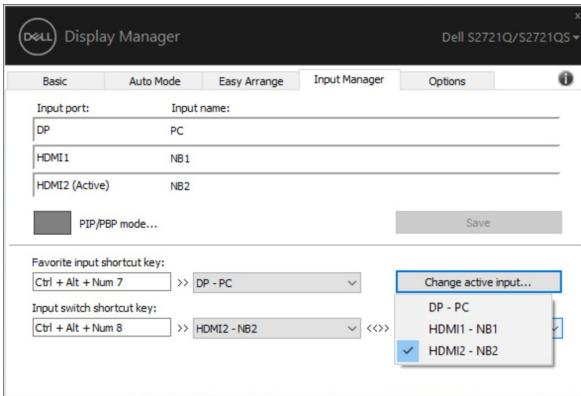 DELL Display Manager
x
Dell S2721Q/S2721QS
Basic Auto Mode Easy Arrange Input Manager Options
Input port: Input name:
DP PC
HDMI1 NB1
HDMI2 (Active) NB2
PIP/PBP mode... Save
Favorite input shortcut key:
Ctrl + Alt + Num 7 >> DP - PC Change active input...
Input switch shortcut key:
Ctrl + Alt + Num 8 >> HDMI2 - NB2 <<>>
DP - PC
HDMI1 - NB1
HDMI2 - NB2